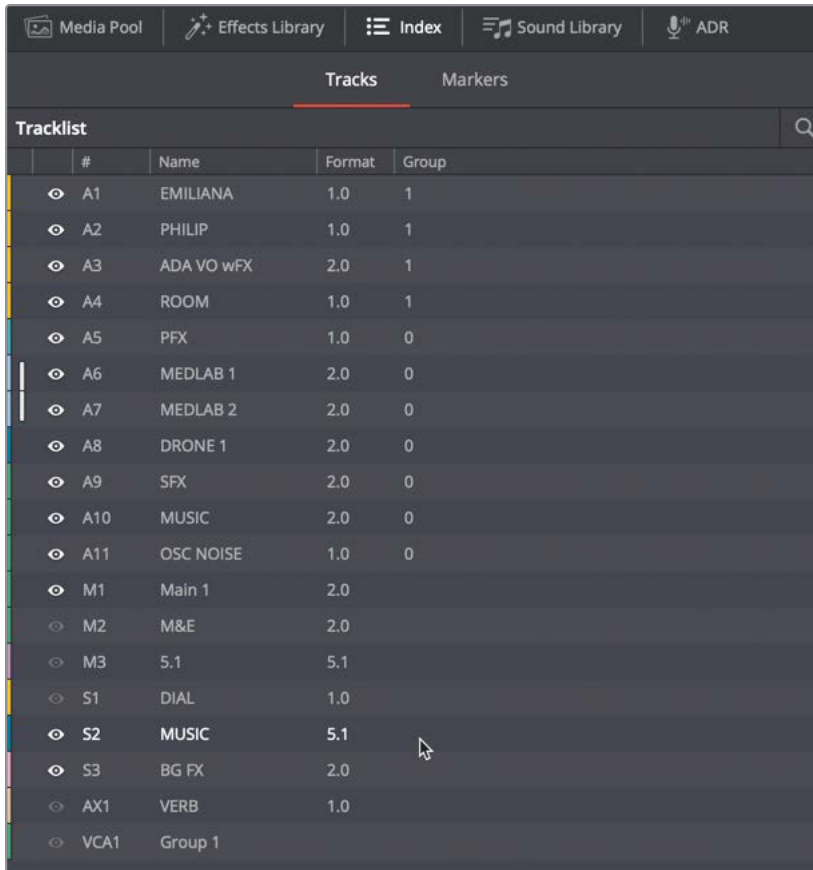 Media Pool Effects Library Index Sound Library ADR
Tracks Markers
Tracklist
# Name Format Group
A1 EMILIANA 1.0 1
A2 PHILIP 1.0 1
A3 ADA VO wFX 2.0 1
A4 ROOM 1.0 1
A5 PFX 1.0 0
A6 MEDLAB 1 2.0 0
A7 MEDLAB 2 2.0 0
A8 DRONE 1 2.0 0
A9 SFX 2.0 0
A10 MUSIC 2.0 0
A11 OSC NOISE 1.0 0
M1 Main 1 2.0
M2 M&E 2.0
M3 5.1 5.1
S1 DIAL 1.0
S2 MUSIC 5.1
S3 BG FX 2.0
AX1 VERB 1.0
VCA1 Group 1